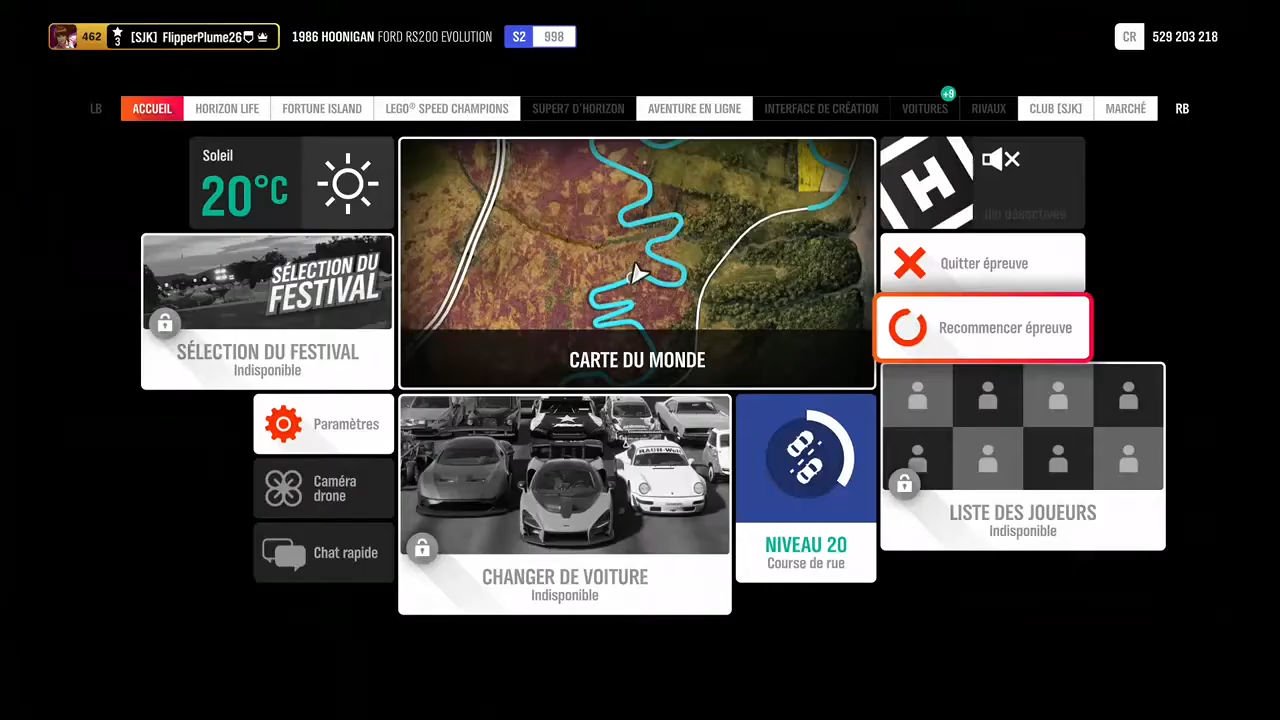 462 3 [SJK] FlipperPlume26 1986 HOONIGAN FORD RS200 EVOLUTION S2 998 CR 529 203 218
LB ACCUEIL HORIZON LIFE FORTUNE ISLAND LEGO® SPEED CHAMPIONS SUPER7 D'HORIZON AVENTURE EN LIGNE INTERFACE DE CRÉATION VOITURES +9 RIVAUX CLUB [SJK] MARCHÉ RB
Soleil
20°C
H
SÉLECTION DU
FESTIVAL
SÉLECTION DU FESTIVAL
Indisponible
CARTE DU MONDE
Quitter épreuve
Recommencer épreuve
Paramètres
Caméra
drone
Chat rapide
CHANGER DE VOITURE
Indisponible
NIVEAU 20
Course de rue
LISTE DES JOUEURS
Indisponible